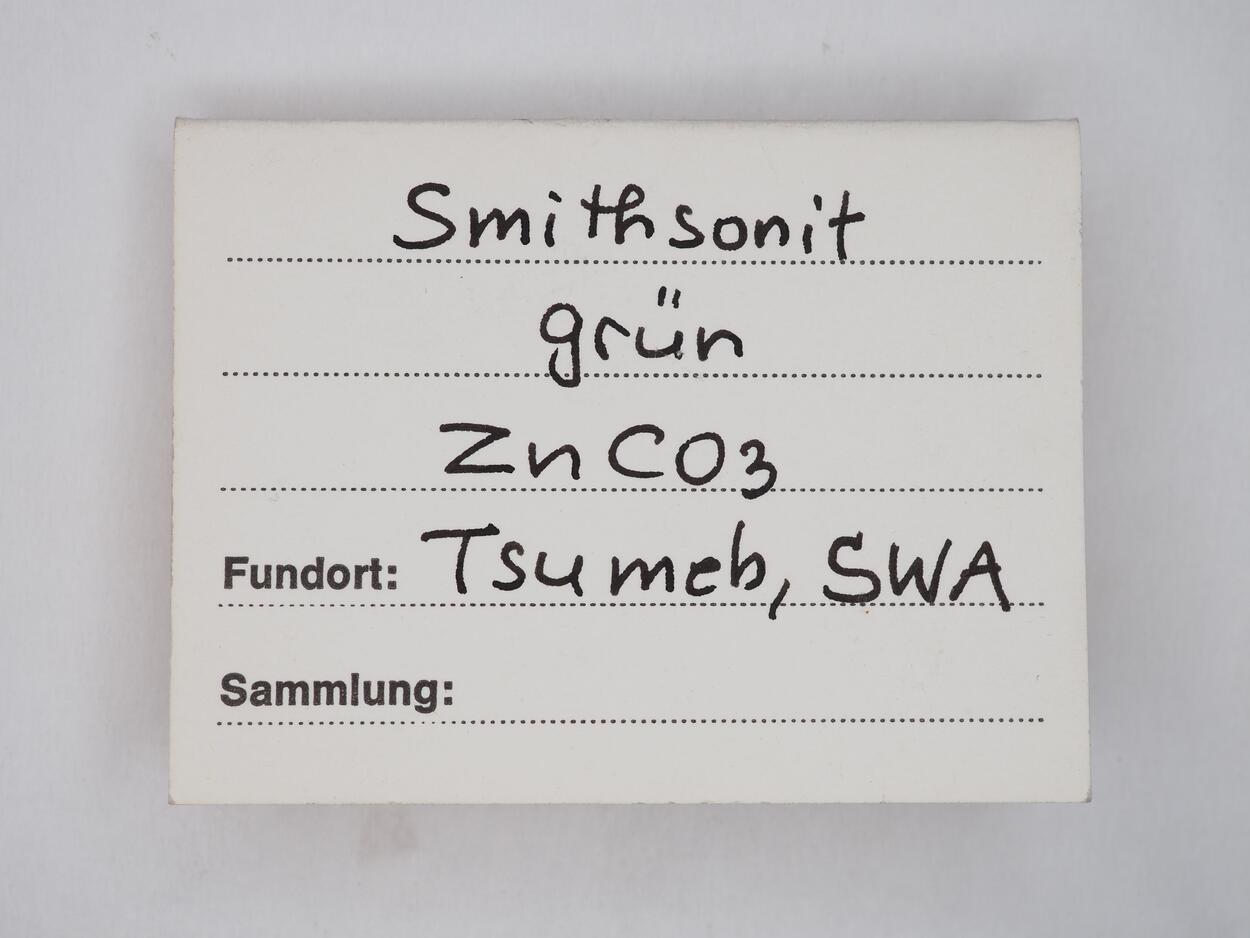 Smithsonit
grün
ZnCO3
Fundort: Tsumeb, SWA
Sammlung: